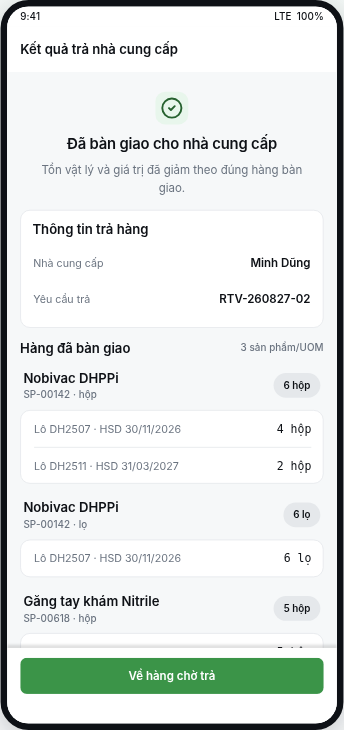 9:41
LTE 100%
Kết quả trả nhà cung cấp
Đã bàn giao cho nhà cung cấp
Tồn vật lý và giá trị đã giảm theo đúng hàng bàn
giao.
Thông tin trả hàng
Nhà cung cấp
Minh Dũng
Yêu cầu trả
RTV-260827-02
Hàng đã bàn giao
3 sản phẩm/UOM
Nobivac DHPPi
6 hộp
SP-00142 · hộp
Lô DH2507 · HSD 30/11/2026
4 hộp
Lô DH2511 · HSD 31/03/2027
2 hộp
Nobivac DHPPi
6 lọ
SP-00142 · lọ
Lô DH2507 · HSD 30/11/2026
6 lọ
Găng tay khám Nitrile
5 hộp
SP-00618 · hộp
Về hàng chờ trả